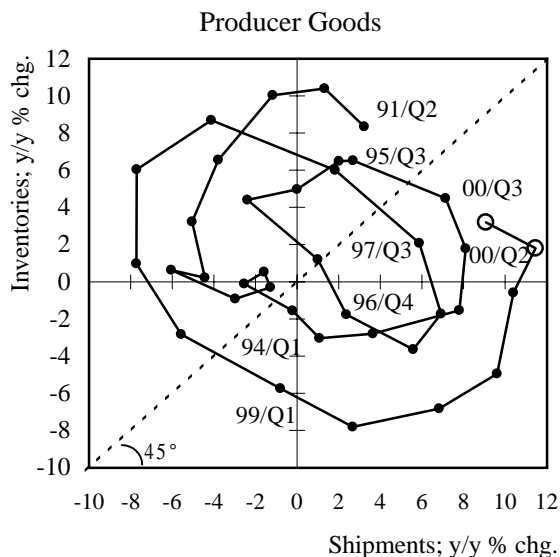 Producer Goods
Inventories; y/y % chg.
12
10
8
6
4
2
0
-2
-4
-6
-8
-10
91/Q2
95/Q3
00/Q3
97/Q3
00/Q2
96/Q4
94/Q1
99/Q1
45°
-10 -8 -6 -4 -2 0 2 4 6 8 10 12
Shipments; y/y % chg.